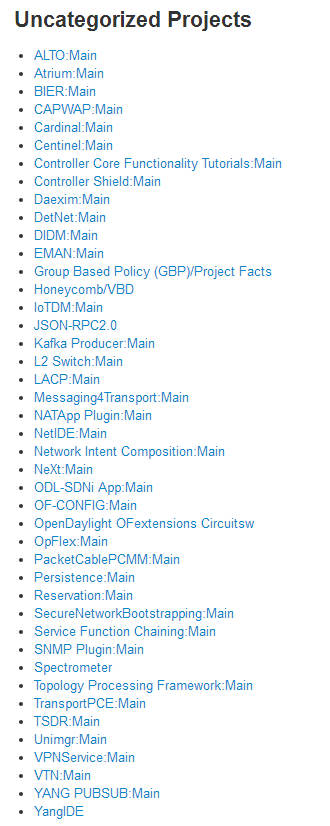 Uncategorized Projects
ALTO:Main
Atrium:Main
BIER:Main
CAPWAP:Main
Cardinal:Main
Centinel:Main
Controller Core Functionality Tutorials:Main
Controller Shield:Main
Daexim:Main
DetNet:Main
DIDM:Main
EMAN:Main
Group Based Policy (GBP)/Project Facts
Honeycomb/VBD
IoTDM:Main
JSON-RPC2.0
Kafka Producer:Main
L2 Switch:Main
LACP:Main
Messaging4Transport:Main
NATApp Plugin:Main
NetIDE:Main
Network Intent Composition:Main
NeXt:Main
ODL-SDNi App:Main
OF-CONFIG:Main
OpenDaylight OFextensions Circuitsw
OpFlex:Main
PacketCablePCMM:Main
Persistence:Main
Reservation:Main
SecureNetworkBootstrapping:Main
Service Function Chaining:Main
SNMP Plugin:Main
Spectrometer
Topology Processing Framework:Main
TransportPCE:Main
TSDR:Main
Unimgr:Main
VPNService:Main
VTN:Main
YANG PUBSUB:Main
YangIDE